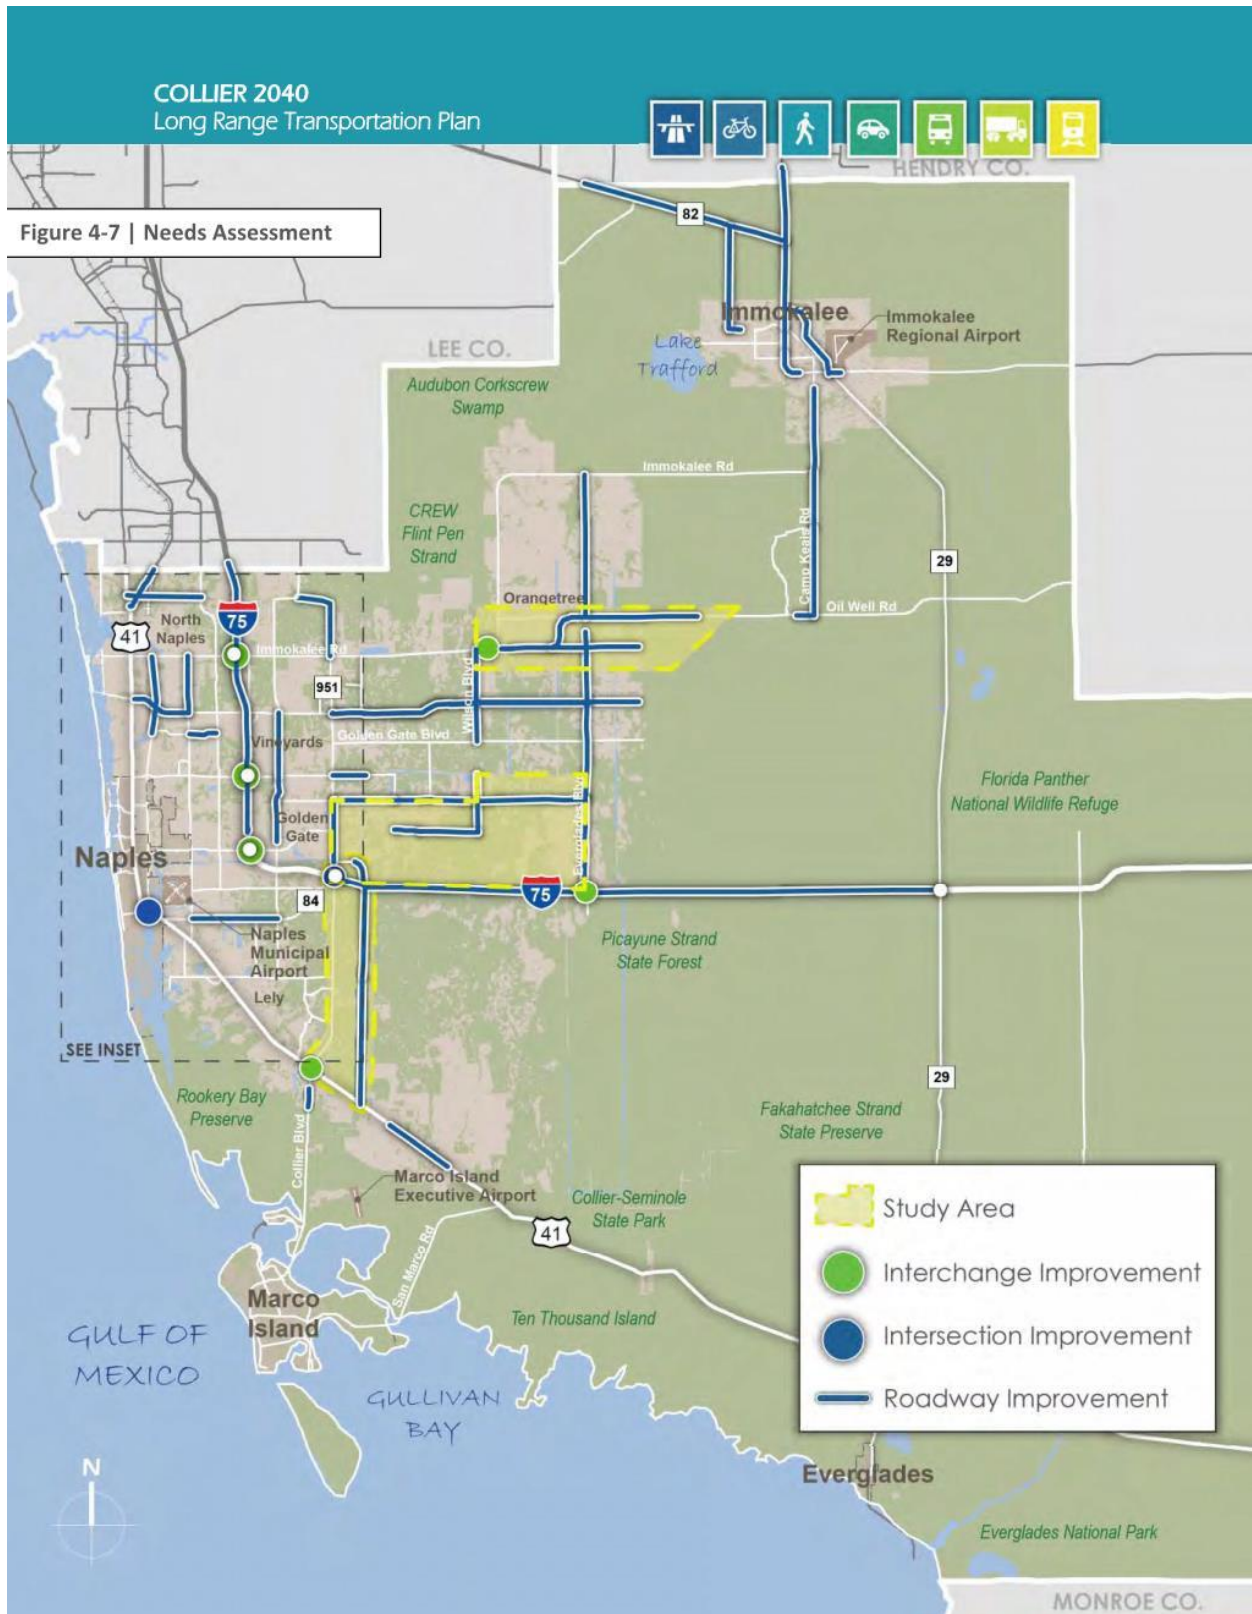 COLLIER 2040
Long Range Transportation Plan
HENDRY CO.
Figure 4-7 | Needs Assessment
82
Immokalee
Immokalee
Regional Airport
LEE CO.
Lake
Trafford
Audubon Corkscrew
Swamp
Immokalee Rd
CREW
Flint Pen
Strand
Camp Keais Rd
29
Orangetree
Oil Well Rd
North
Naples
75
41
Immokalee Rd
951
Wilson Blvd
Vineyards
Golden Gate Blvd
Florida Panther
National Wildlife Refuge
Golden
Gate
Everglades Blvd
Naples
75
84
Naples
Municipal
Airport
Picayune Strand
State Forest
Lely
SEE INSET
29
Rookery Bay
Preserve
Collier Blvd
Fakahatchee Strand
State Preserve
Marco Island
Executive Airport
Collier-Seminole
State Park
San Marco Rd
41
Study Area
Interchange Improvement
Intersection Improvement
Roadway Improvement
Marco
Island
Ten Thousand Island
GULF OF
MEXICO
GULLIVAN
BAY
N
Everglades
Everglades National Park
MONROE CO.